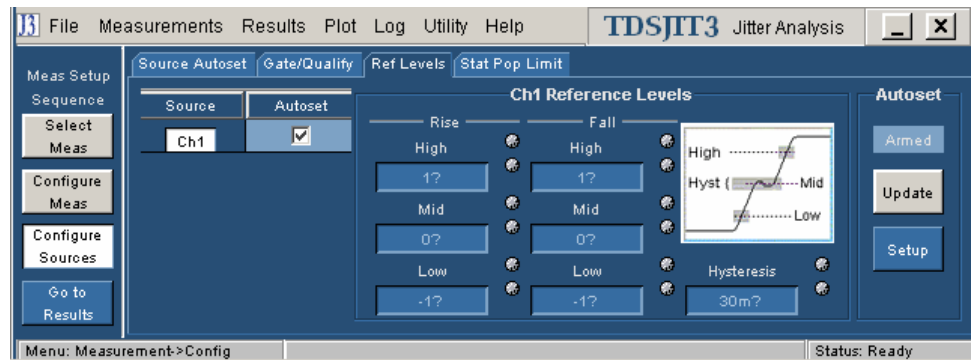 J3 File Measurements Results Plot Log Utility Help TDSJIT3 Jitter Analysis
Meas Setup
Sequence
Select
Meas
Configure
Meas
Configure
Sources
Go to
Results
Source Autoset Gate/Qualify Ref Levels Stat Pop Limit
Source Autoset
Ch1
Ch1 Reference Levels
Rise Fall
High High
1? 1?
Mid Mid
0? 0?
Low Low
-1? -1?
High
Hyst ( Mid
Low
Hysteresis
30m?
Autoset
Armed
Update
Setup
Menu: Measurement->Config Status: Ready